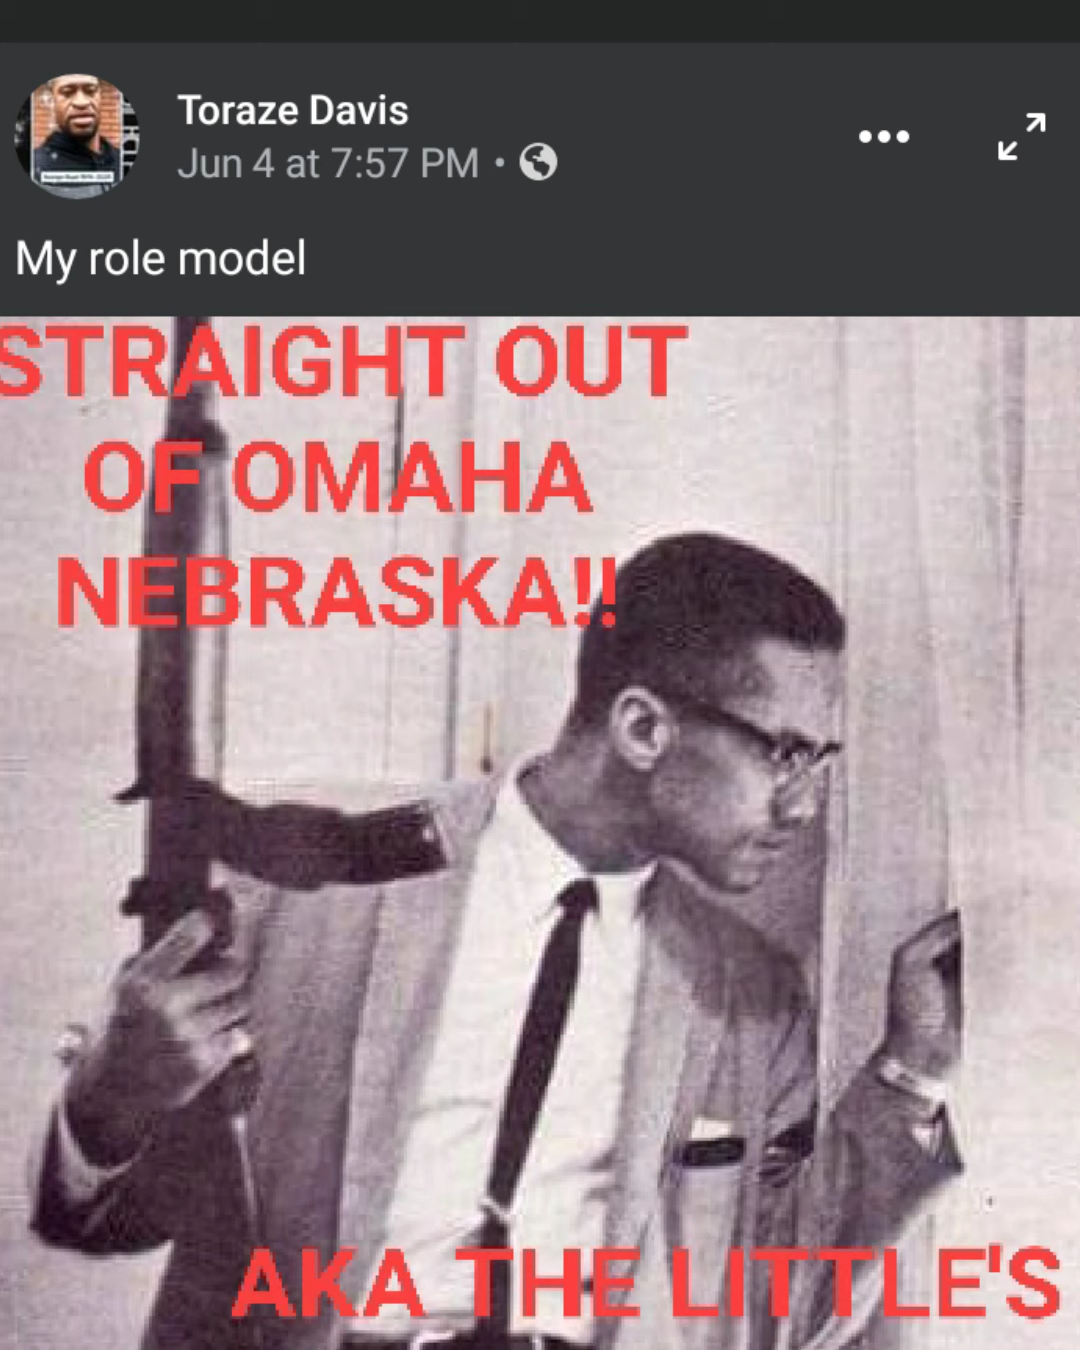 Toraze Davis
Jun 4 at 7:57 PM •
My role model
STRAIGHT OUT
OF OMAHA
NEBRASKA!!
AKA THE LITTLE'S